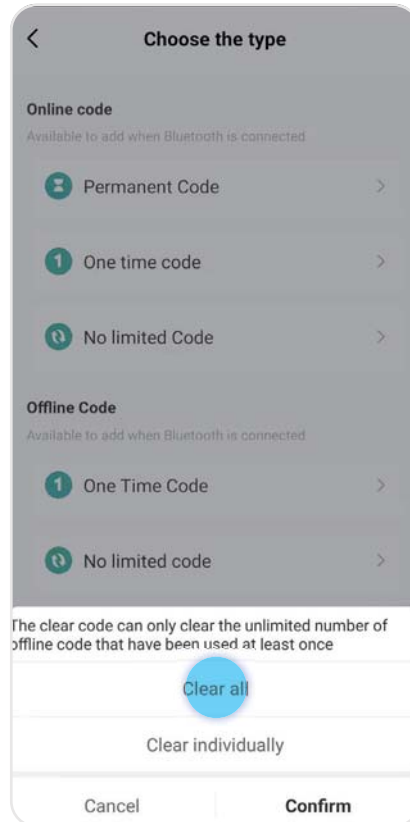 Choose the type
Online code
Available to add when Bluetooth is connected
Permanent Code
1 One time code
No limited Code
Offline Code
Available to add when Bluetooth is connected
1 One Time Code
No limited code
The clear code can only clear the unlimited number of
offline code that have been used at least once
Clear all
Clear individually
Cancel Confirm